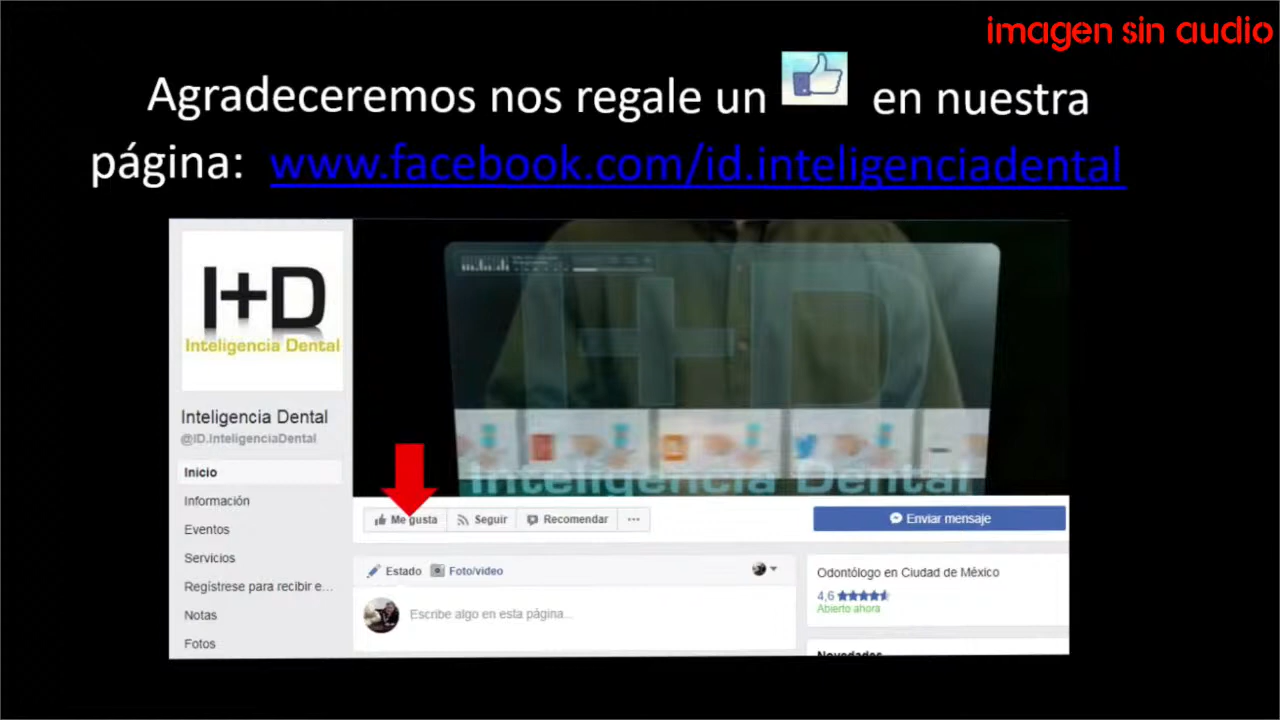 imagen sin audio
Agradeceremos nos regale un en nuestra
página: www.facebook.com/id.inteligenciadental
I+D
Inteligencia Dental
Inteligencia Dental
@ID.InteligenciaDental
Inicio
Información
Eventos
Servicios
Regístrese para recibir e...
Notas
Fotos
I+D
Inteligencia Dental
Me gusta Seguir Recomendar ...
Enviar mensaje
Estado Foto/video
Escribe algo en esta página...
Odontólogo en Ciudad de México
4,6
Abierto ahora
Novedades